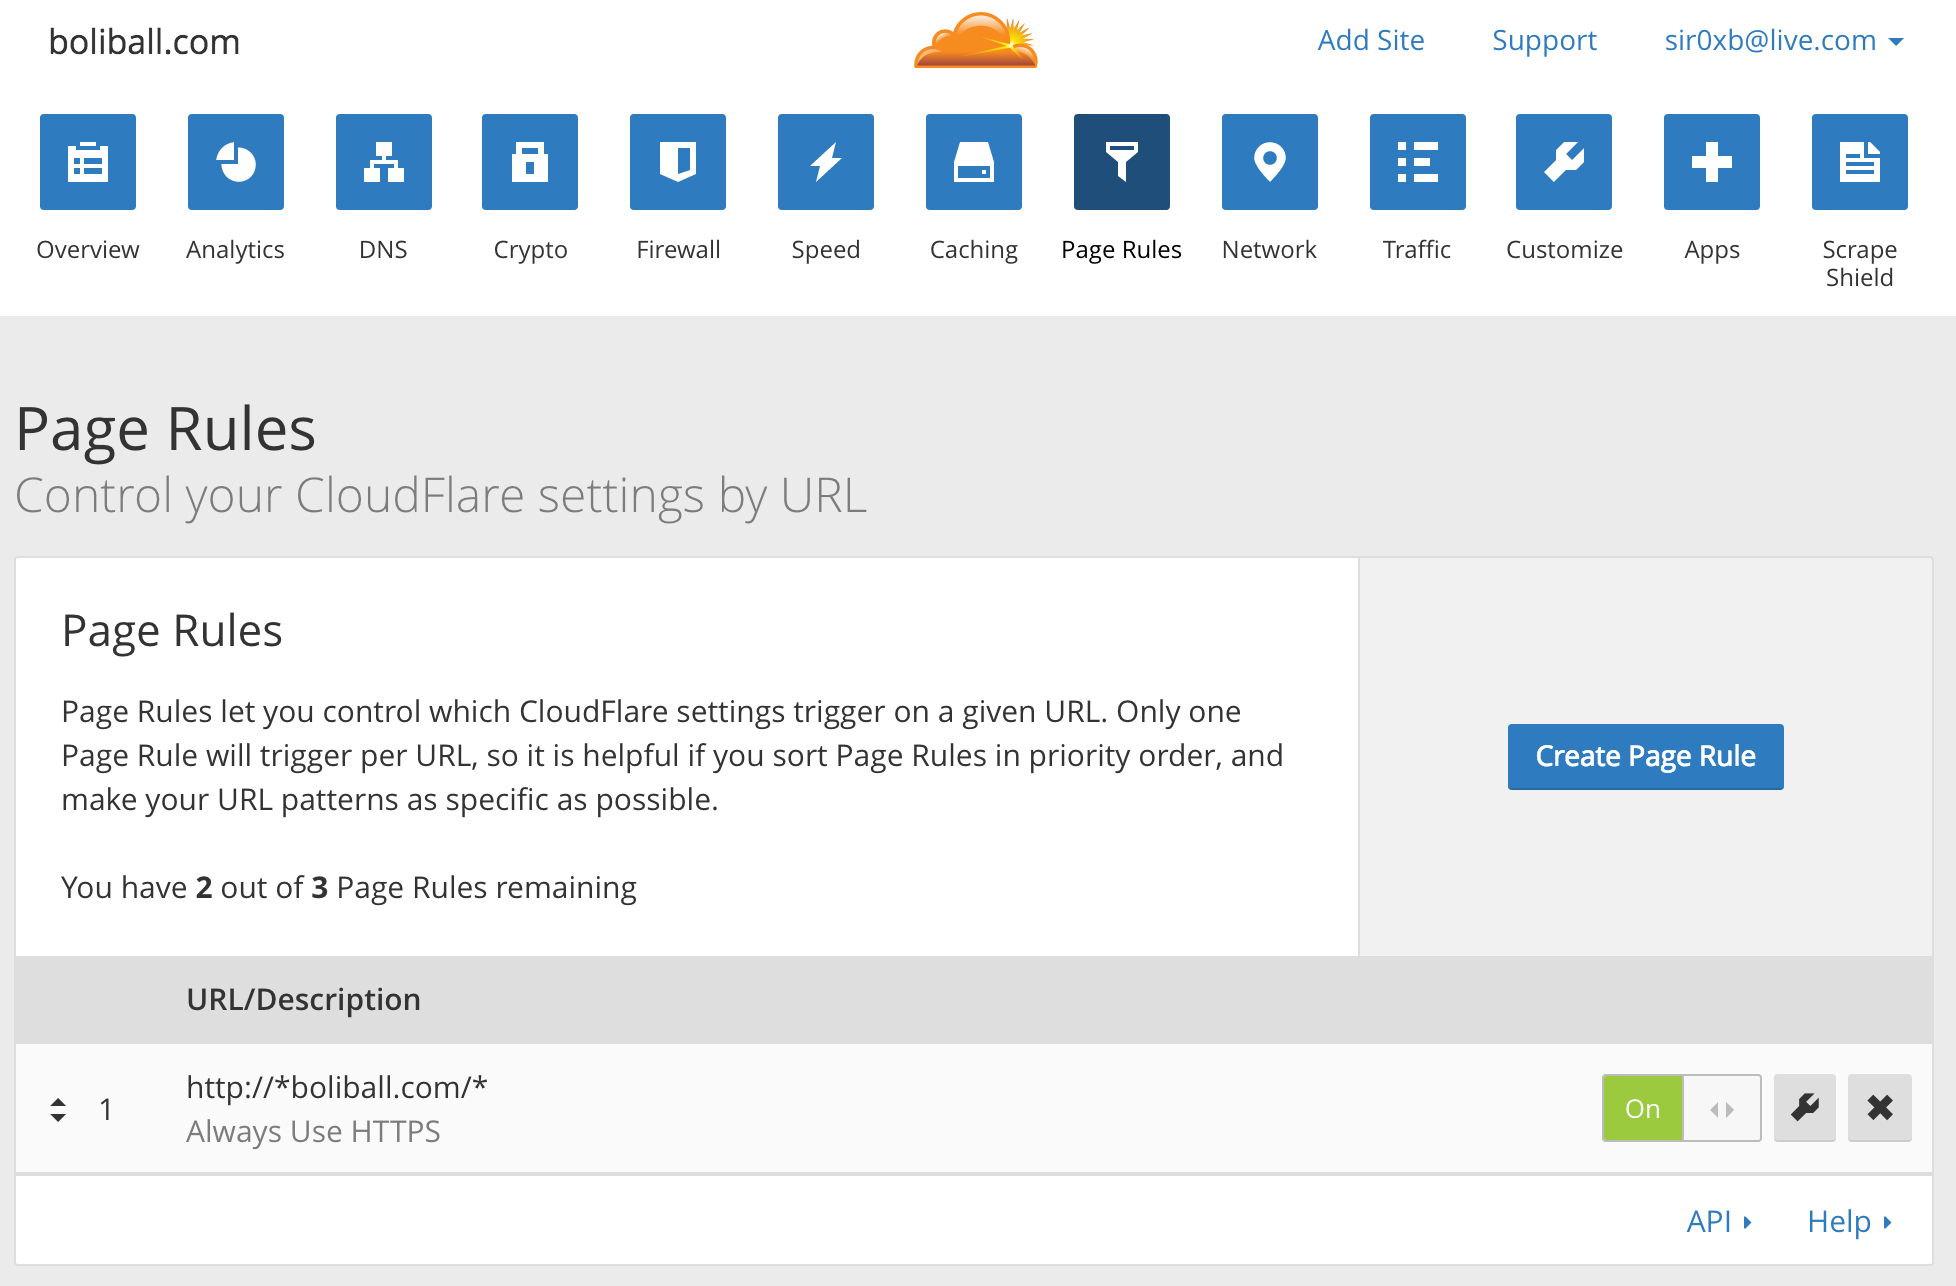 boliball.com
Add Site
Support
sir0xb@live.com
Overview
Analytics
DNS
Crypto
Firewall
Speed
Caching
Page Rules
Network
Traffic
Customize
Apps
Scrape
Shield
Page Rules
Control your CloudFlare settings by URL
Page Rules
Page Rules let you control which CloudFlare settings trigger on a given URL. Only one
Page Rule will trigger per URL, so it is helpful if you sort Page Rules in priority order, and
make your URL patterns as specific as possible.
You have 2 out of 3 Page Rules remaining
Create Page Rule
URL/Description
1
http://*boliball.com/*
Always Use HTTPS
On
API
Help